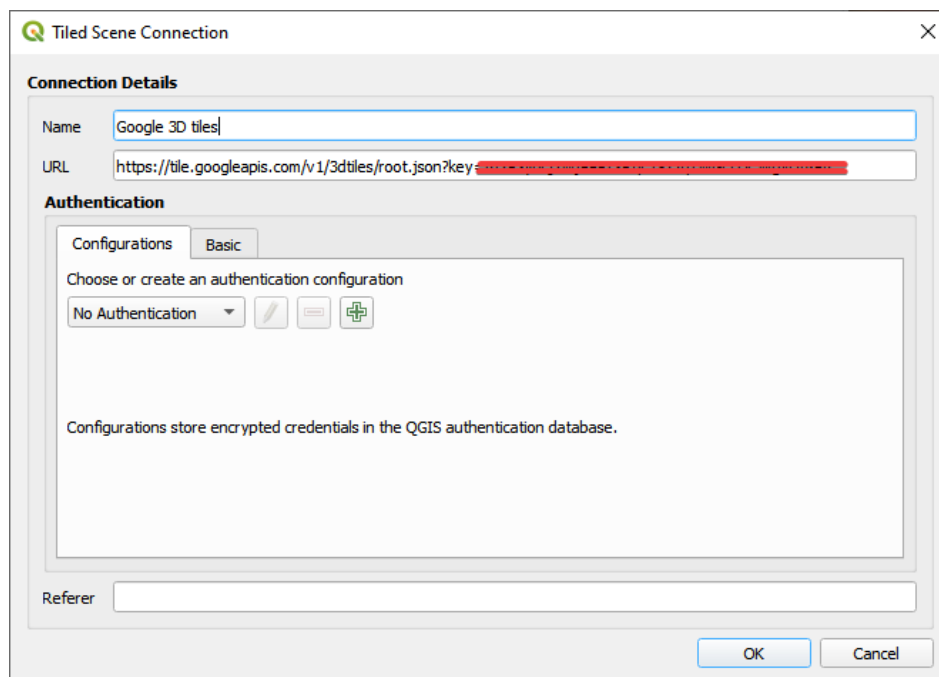 Tiled Scene Connection
Connection Details
Name Google 3D tiles
URL https://tile.googleapis.com/v1/3dtiles/root.json?key=
Authentication
Configurations Basic
Choose or create an authentication configuration
No Authentication
Configurations store encrypted credentials in the QGIS authentication database.
Referer
OK Cancel